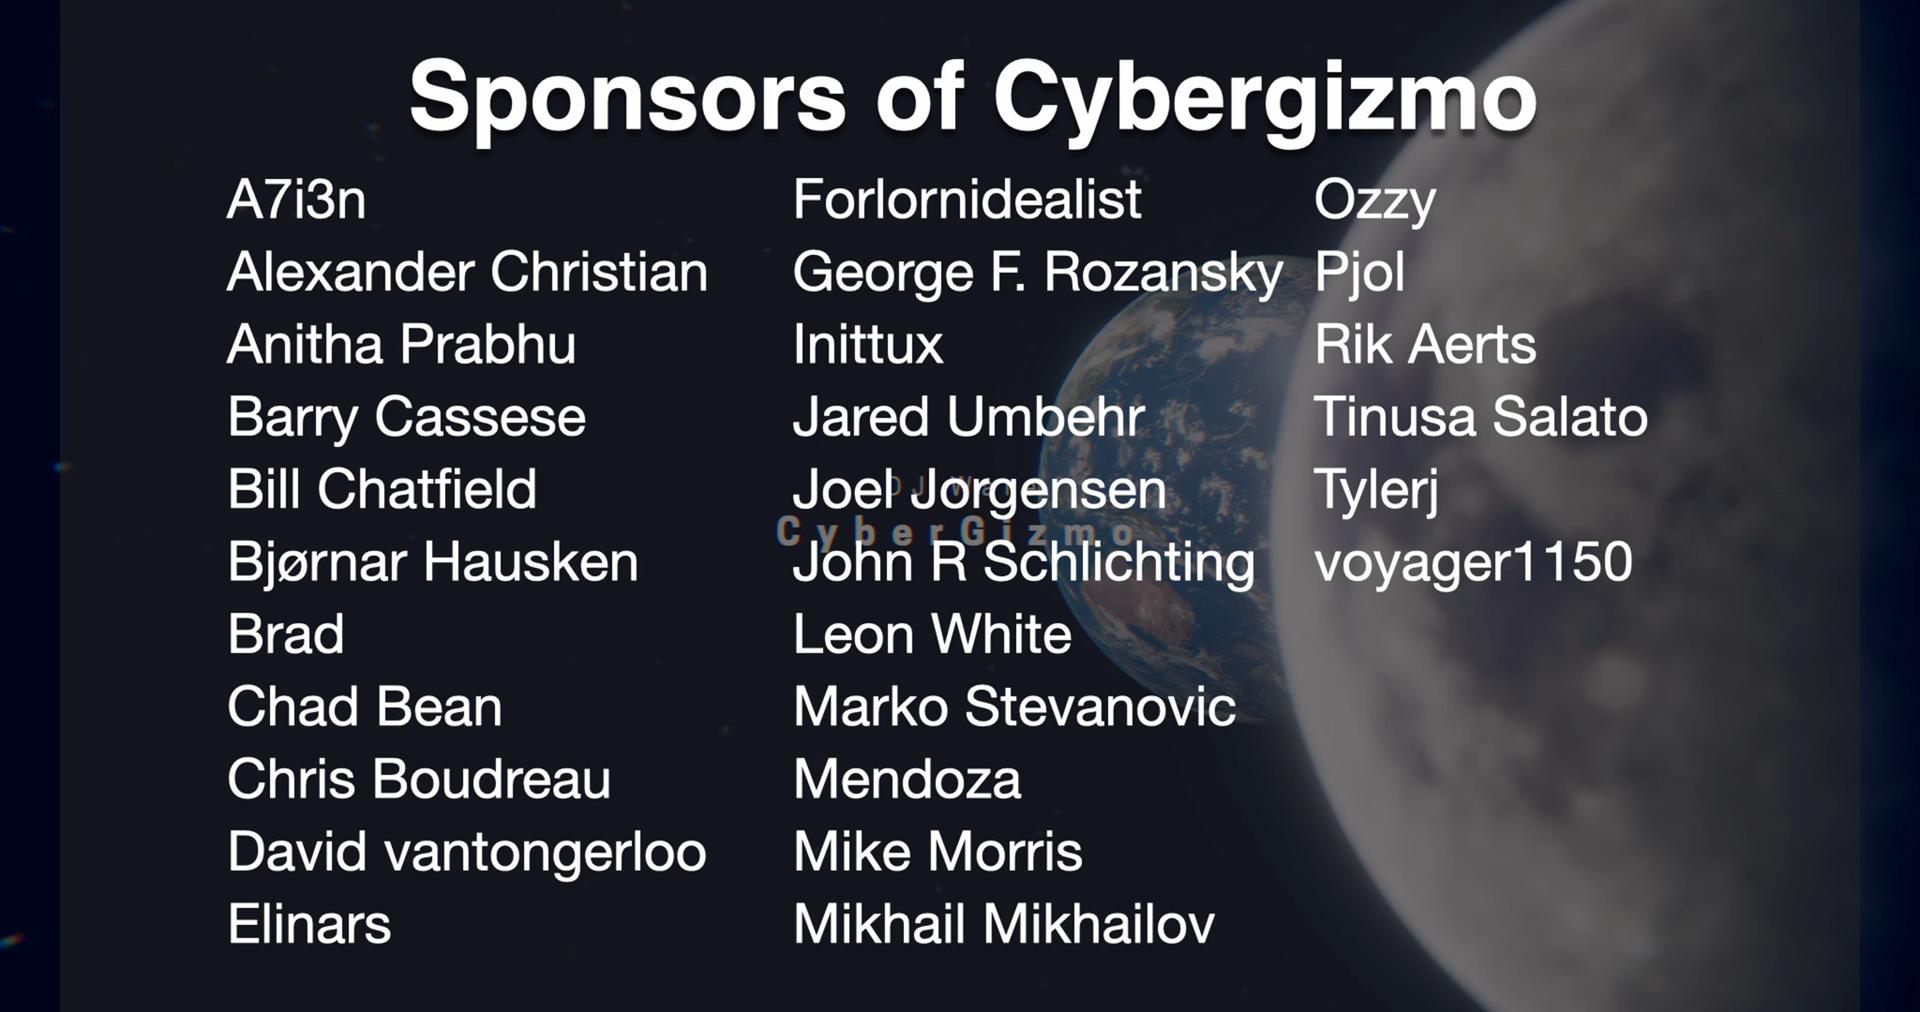 Sponsors of Cybergizmo
A7i3n
Alexander Christian
Anitha Prabhu
Barry Cassese
Bill Chatfield
Bjørnar Hausken
Brad
Chad Bean
Chris Boudreau
David vantongerloo
Elinars
Forlornidealist
George F. Rozansky
Inittux
Jared Umbehr
Joel Jorgensen
John R Schlichting
Leon White
Marko Stevanovic
Mendoza
Mike Morris
Mikhail Mikhailov
Ozzy
Pjol
Rik Aerts
Tinusa Salato
Tylerj
voyager1150
CyberGizmo